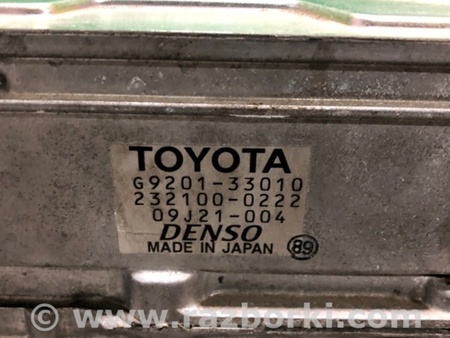 TOYOTA
G9201-33010
232100-0222
09J21-004
DENSO
MADE IN JAPAN 89
www.razborki.com